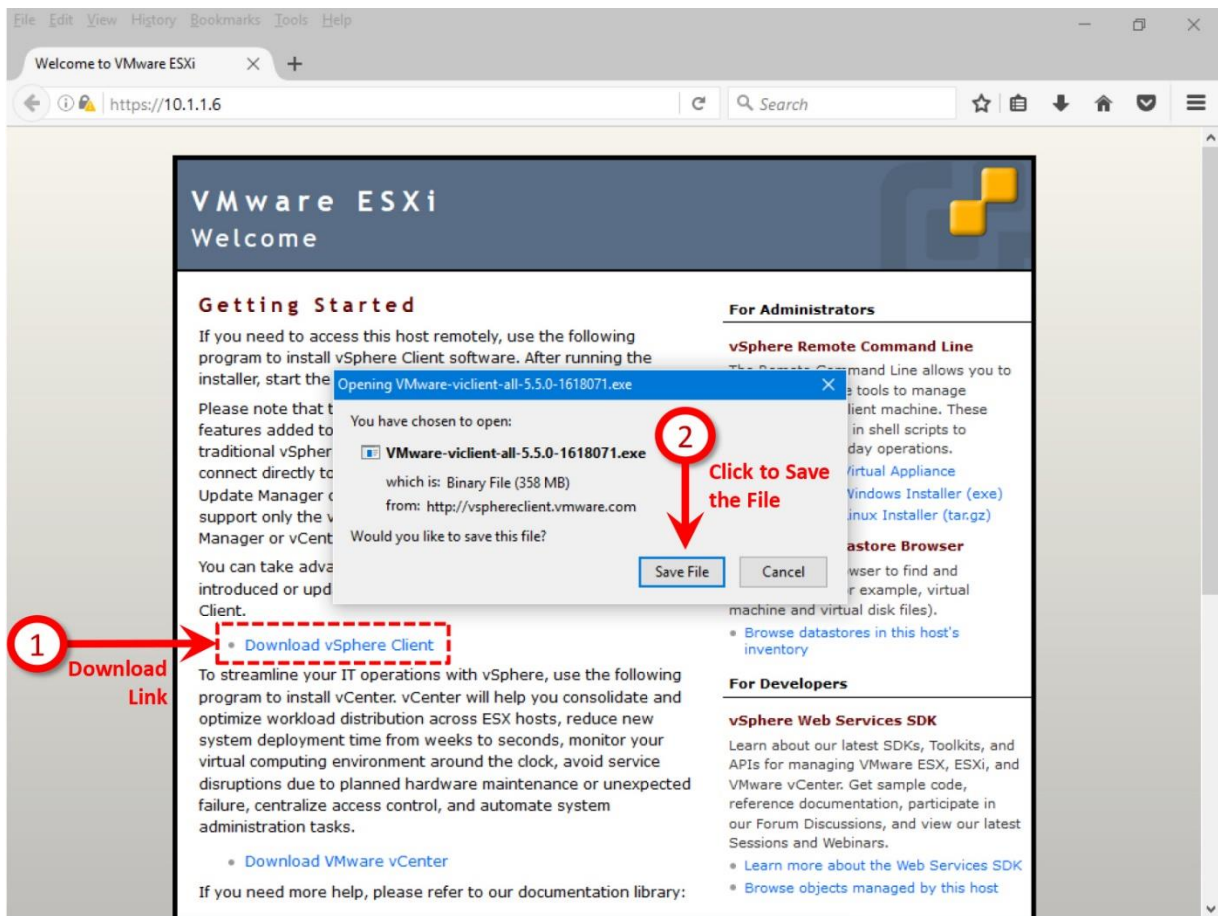 File Edit View History Bookmarks Tools Help
Welcome to VMware ESXi
https://10.1.1.6
Search
VMware ESXi
Welcome
Getting Started
If you need to access this host remotely, use the following
program to install vSphere Client software. After running the
installer, start the
Please note that t
features added to
traditional vSpher
connect directly to
Update Manager
support only the v
Manager or vCent
You can take adva
introduced or upd
Client.
1
Download
Link
• Download vSphere Client
To streamline your IT operations with vSphere, use the following
program to install vCenter. vCenter will help you consolidate and
optimize workload distribution across ESX hosts, reduce new
system deployment time from weeks to seconds, monitor your
virtual computing environment around the clock, avoid service
disruptions due to planned hardware maintenance or unexpected
failure, centralize access control, and automate system
administration tasks.
• Download VMware vCenter
If you need more help, please refer to our documentation library:
Opening VMware-viclient-all-5.5.0-1618071.exe
You have chosen to open:
VMware-viclient-all-5.5.0-1618071.exe
which is: Binary File (358 MB)
from: http://vsphereclient.vmware.com
Would you like to save this file?
Save File
Cancel
2
Click to Save
the File
For Administrators
vSphere Remote Command Line
The Remote Command Line allows you to
e tools to manage
lient machine. These
in shell scripts to
day operations.
Virtual Appliance
Windows Installer (exe)
Linux Installer (tar.gz)
astore Browser
wser to find and
r example, virtual
machine and virtual disk files).
• Browse datastores in this host's
inventory
For Developers
vSphere Web Services SDK
Learn about our latest SDKs, Toolkits, and
APIs for managing VMware ESX, ESXi, and
VMware vCenter. Get sample code,
reference documentation, participate in
our Forum Discussions, and view our latest
Sessions and Webinars.
• Learn more about the Web Services SDK
• Browse objects managed by this host